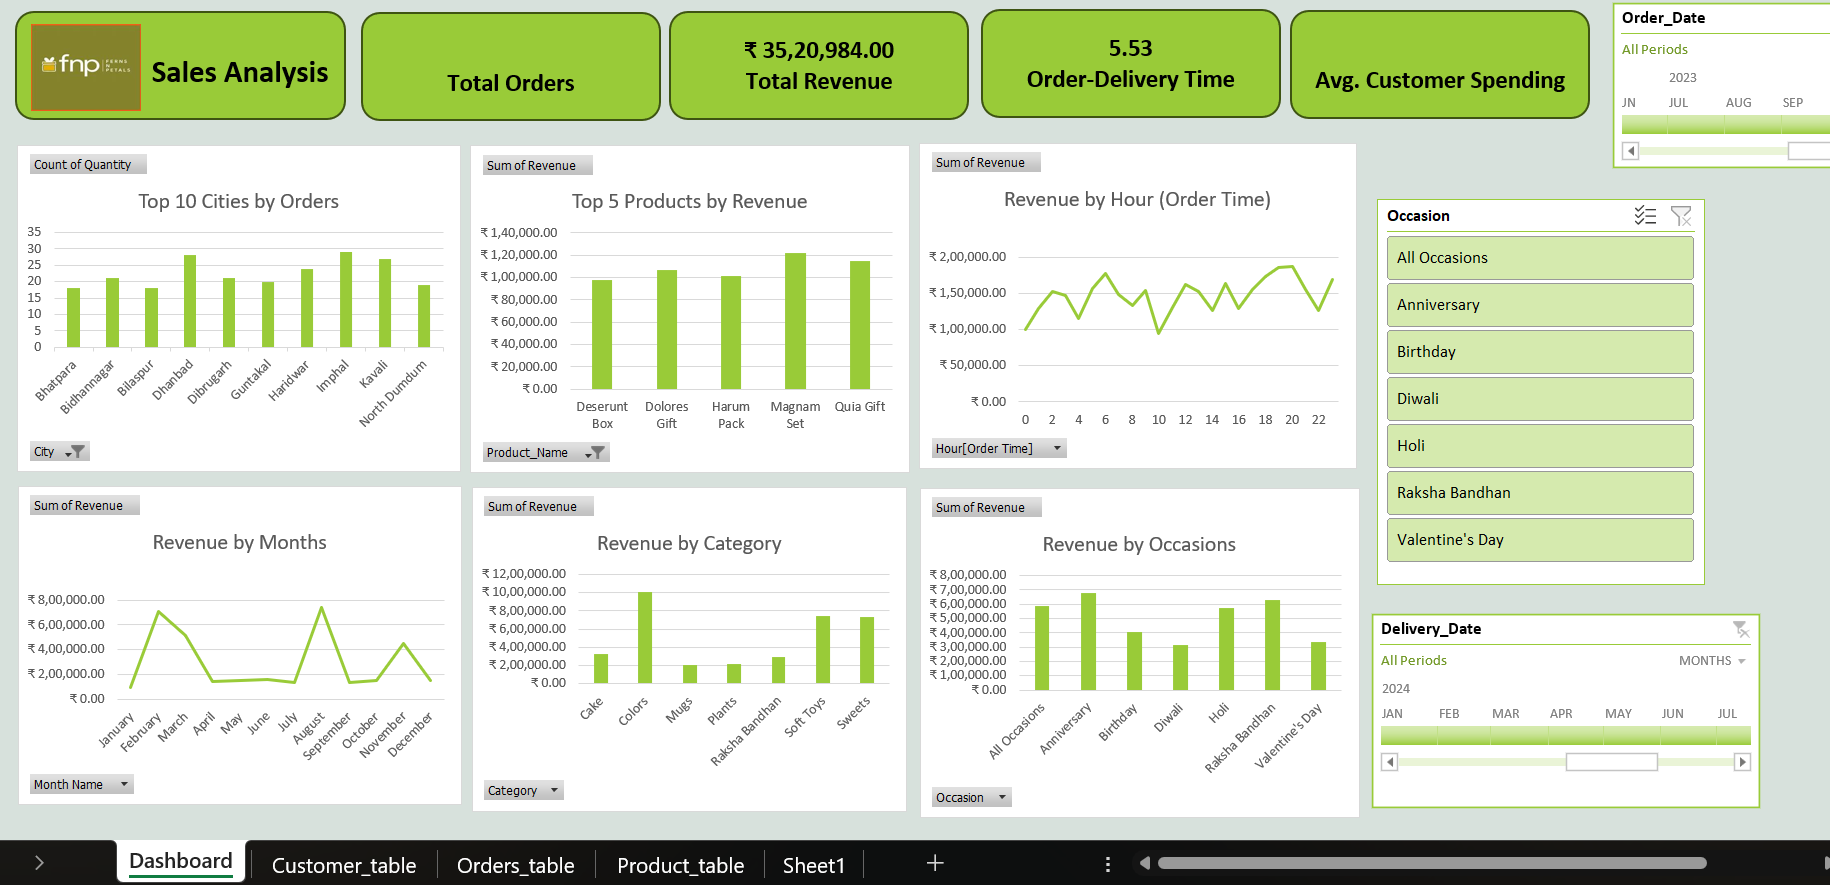 fnp FERNS N PETALS
Sales Analysis
Total Orders
₹ 35,20,984.00
Total Revenue
5.53
Order-Delivery Time
Avg. Customer Spending
Order_Date
All Periods
2023
JN JUL AUG SEP
Count of Quantity
Top 10 Cities by Orders
35
30
25
20
15
10
5
0
Bhatpara Bidhannagar Bilaspur Dhanbad Dibrugarh Guntakal Haridwar Imphal Kavali North Dumdum
City
Sum of Revenue
Top 5 Products by Revenue
₹ 1,40,000.00
₹ 1,20,000.00
₹ 1,00,000.00
₹ 80,000.00
₹ 60,000.00
₹ 40,000.00
₹ 20,000.00
₹ 0.00
Deserunt Box Dolores Gift Harum Pack Magnam Set Quia Gift
Product_Name
Sum of Revenue
Revenue by Hour (Order Time)
₹ 2,00,000.00
₹ 1,50,000.00
₹ 1,00,000.00
₹ 50,000.00
₹ 0.00
0 2 4 6 8 10 12 14 16 18 20 22
Hour[Order Time]
Occasion
All Occasions
Anniversary
Birthday
Diwali
Holi
Raksha Bandhan
Valentine's Day
Sum of Revenue
Revenue by Months
₹ 8,00,000.00
₹ 6,00,000.00
₹ 4,00,000.00
₹ 2,00,000.00
₹ 0.00
January February March April May June July August September October November December
Month Name
Sum of Revenue
Revenue by Category
₹ 12,00,000.00
₹ 10,00,000.00
₹ 8,00,000.00
₹ 6,00,000.00
₹ 4,00,000.00
₹ 2,00,000.00
₹ 0.00
Cake Colors Mugs Plants Raksha Bandhan Soft Toys Sweets
Category
Sum of Revenue
Revenue by Occasions
₹ 8,00,000.00
₹ 7,00,000.00
₹ 6,00,000.00
₹ 5,00,000.00
₹ 4,00,000.00
₹ 3,00,000.00
₹ 2,00,000.00
₹ 1,00,000.00
₹ 0.00
All Occasions Anniversary Birthday Diwali Holi Raksha Bandhan Valentine's Day
Occasion
Delivery_Date
All Periods MONTHS
2024
JAN FEB MAR APR MAY JUN JUL
Dashboard Customer_table Orders_table Product_table Sheet1